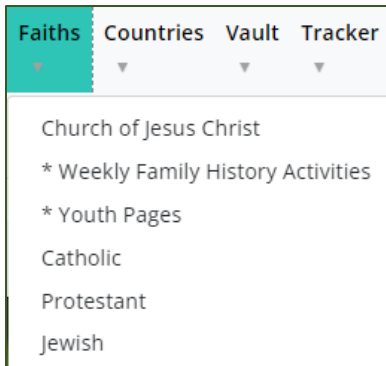 Faiths Countries Vault Tracker
Church of Jesus Christ
* Weekly Family History Activities
* Youth Pages
Catholic
Protestant
Jewish